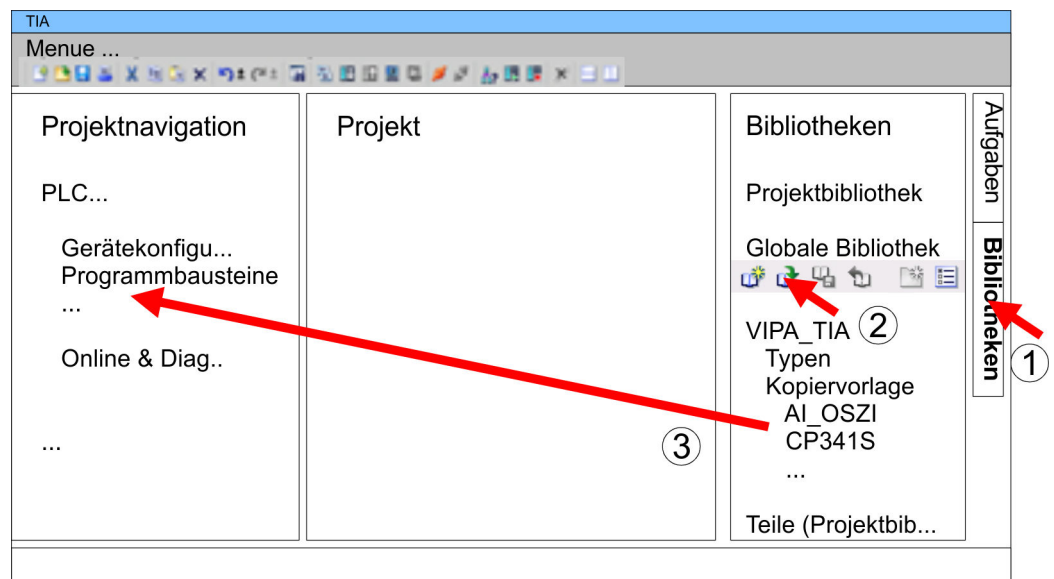 TIA
Menue ...
Projektnavigation
PLC...
Gerätekonfigu...
Programmbausteine
...
Online & Diag..
...
Projekt
3
Bibliotheken
Projektbibliothek
Globale Bibliothek
2
VIPA_TIA
Typen
Kopiervorlage
AI_OSZI
CP341S
...
Teile (Projektbib...
Aufgaben
Bibliotheken
1